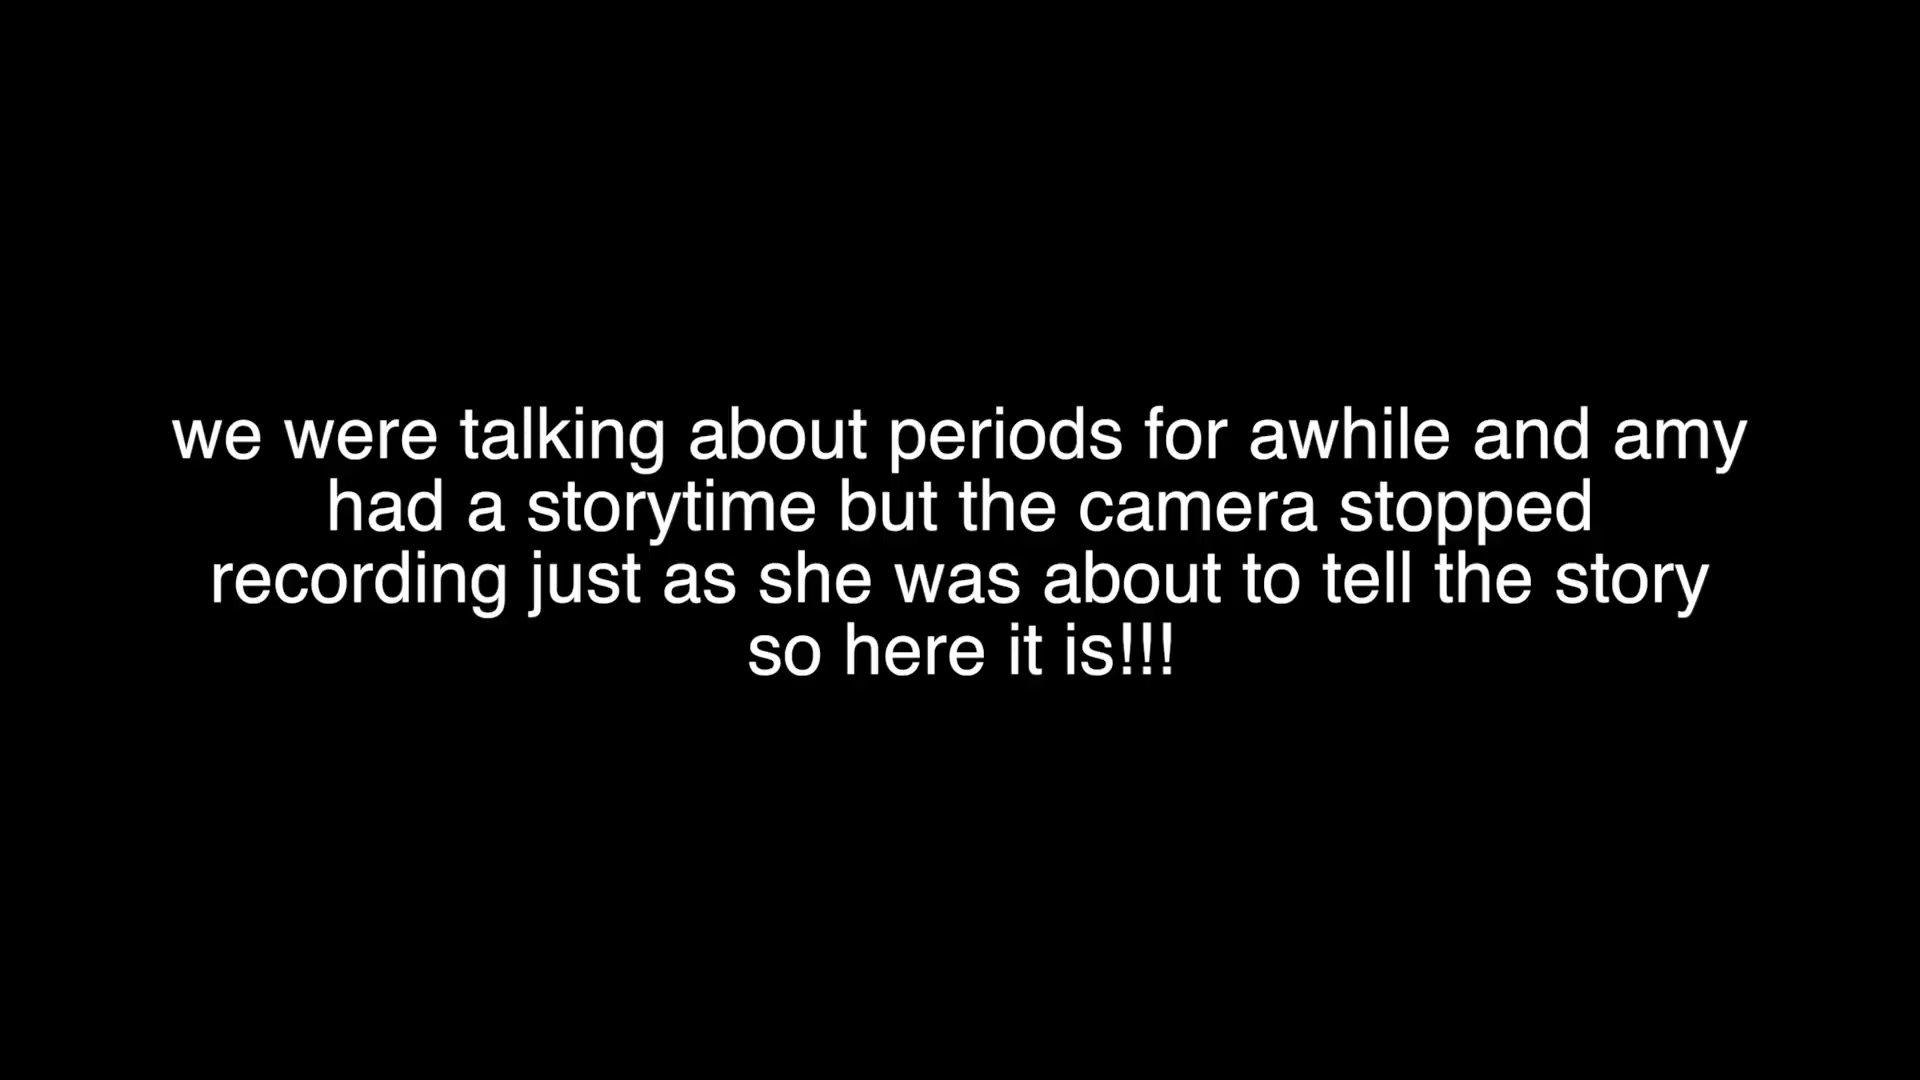 we were talking about periods for awhile and amy
had a storytime but the camera stopped
recording just as she was about to tell the story
so here it is!!!